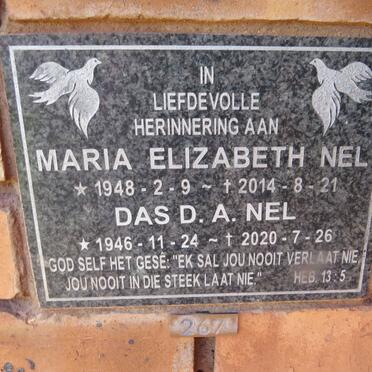 IN
LIEFDEVOLLE
HERINNERING AAN
MARIA ELIZABETH NEL
★ 1948 - 2 - 9 ~ † 2014 - 8 - 21
DAS D. A. NEL
★ 1946 - 11 - 24 ~ † 2020 - 7 - 26
GOD SELF HET GESÊ: "EK SAL JOU NOOIT VERLAAT NIE,
JOU NOOIT IN DIE STEEK LAAT NIE." HEB. 13 : 5